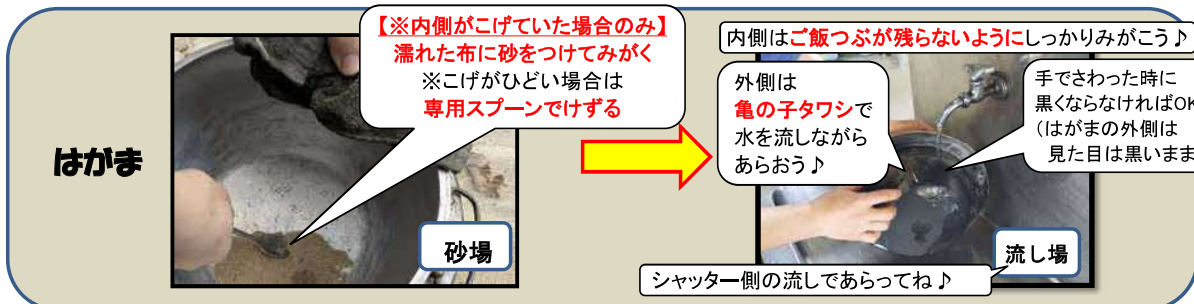 はがま
【※内側がこげていた場合のみ】
濡れた布に砂をつけてみがく
※こげがひどい場合は
専用スプーンでけずる
砂場
内側はご飯つぶが残らないようにしっかりみがこう♪
外側は
亀の子タワシで
水を流しながら
あらおう♪
手でさわった時に
黒くならなければOK
(はがまの外側は
見た目は黒いまま
流し場
シャッター側の流しであらってね♪